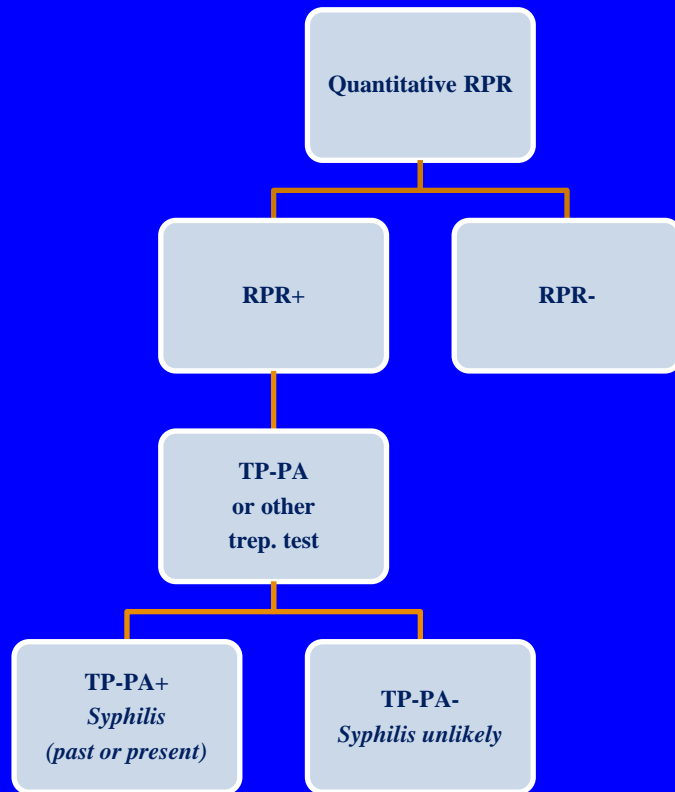 Quantitative RPR
RPR+
RPR-
TP-PA
or other
trep. test
TP-PA+
Syphilis
(past or present)
TP-PA-
Syphilis unlikely